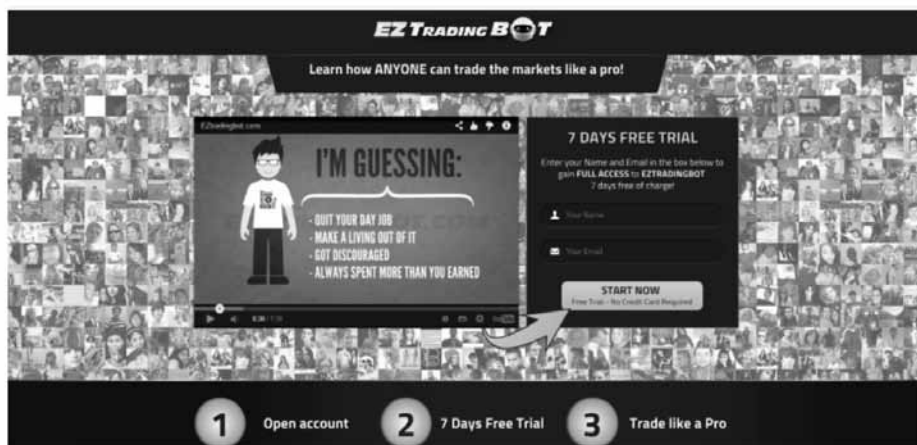 EZ TRADING BOT
Learn how ANYONE can trade the markets like a pro!
EZtradingbot.com
I'M GUESSING:
- QUIT YOUR DAY JOB
- MAKE A LIVING OUT OF IT
- GOT DISCOURAGED
- ALWAYS SPENT MORE THAN YOU EARNED
7 DAYS FREE TRIAL
Enter your Name and Email in the box below to
gain FULL ACCESS to EZTRADINGBOT
7 days free of charge!
Your Name
Your Email
START NOW
Free Trial - No Credit Card Required
YouTube
1 Open account
2 7 Days Free Trial
3 Trade like a Pro